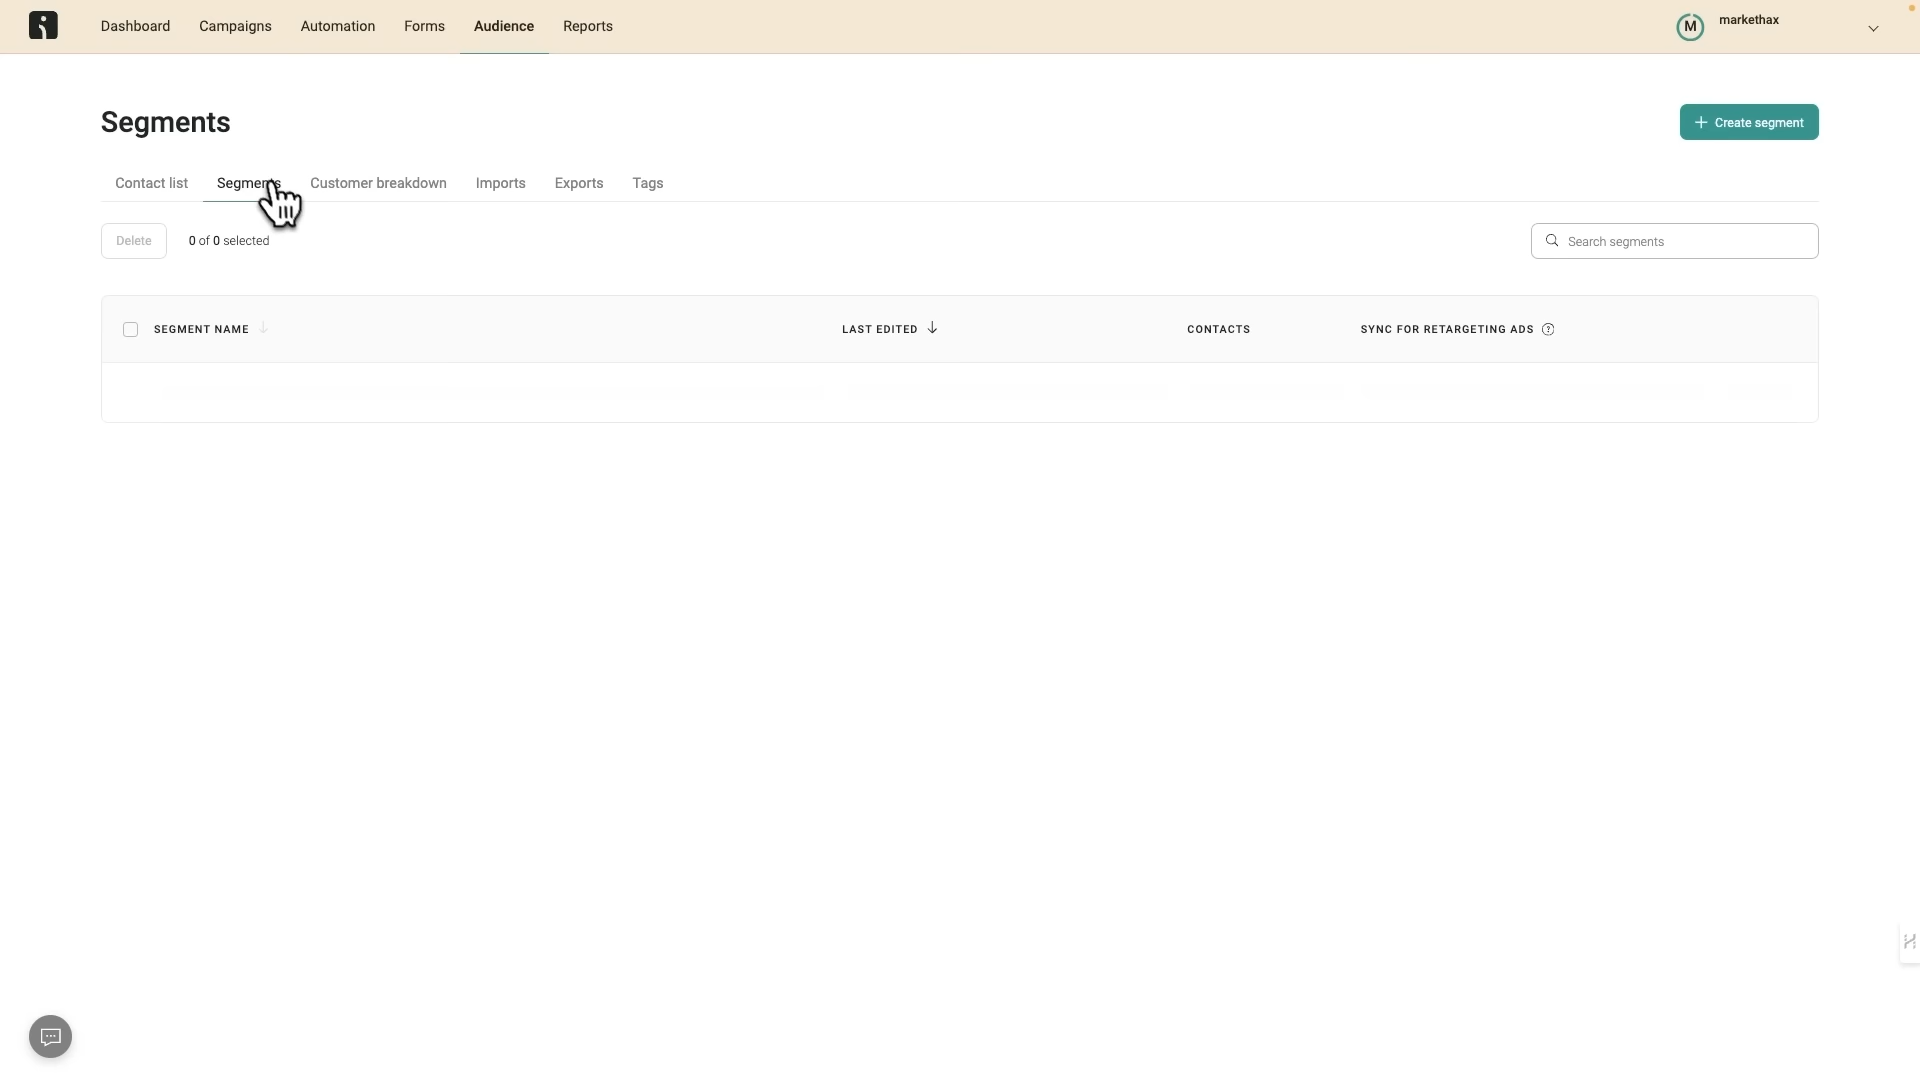 Dashboard Campaigns Automation Forms Audience Reports M markethax
Segments
+ Create segment
Contact list Segments Customer breakdown Imports Exports Tags
Delete 0 of 0 selected Search segments
SEGMENT NAME LAST EDITED CONTACTS SYNC FOR RETARGETING ADS ?